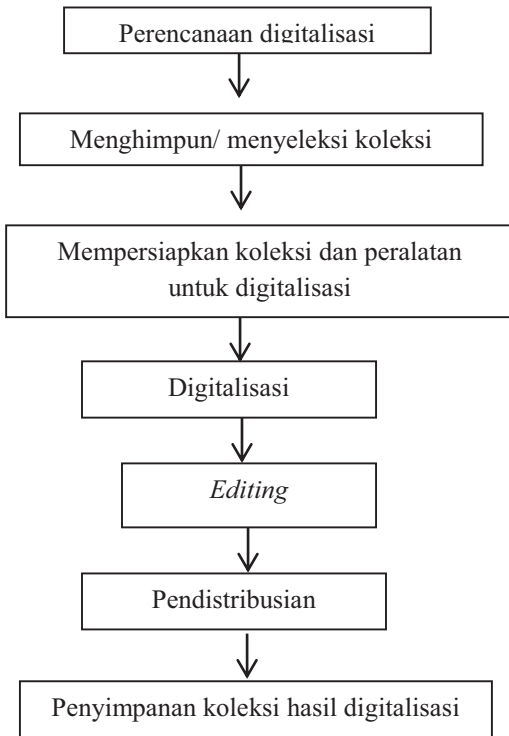 Perencanaan digitalisasi
Menghimpun/ menyeleksi koleksi
Mempersiapkan koleksi dan peralatan
untuk digitalisasi
Digitalisasi
Editing
Pendistribusian
Penyimpanan koleksi hasil digitalisasi